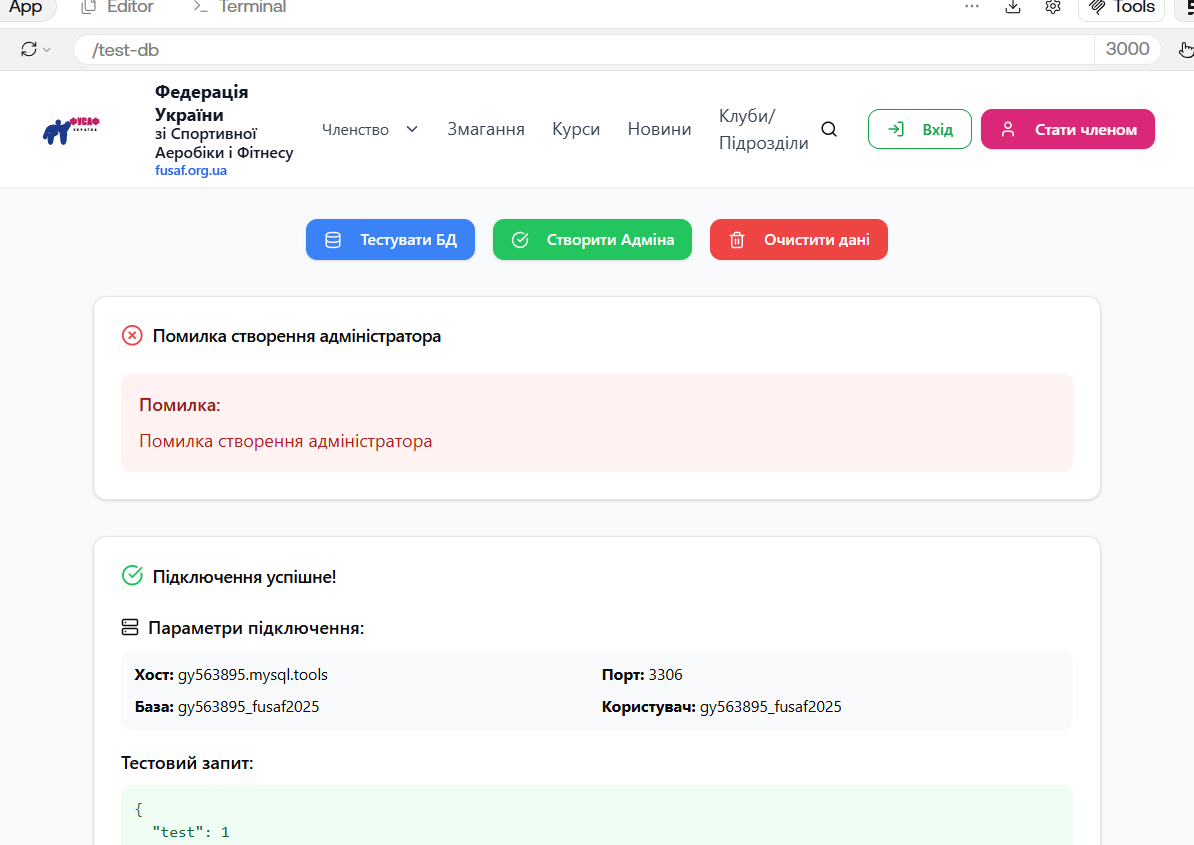 App
Editor
Terminal
Tools
/test-db
3000
ФУСАФ
УКРАЇНА
Федерація
України
зі Спортивної
Аеробіки і Фітнесу
fusaf.org.ua
Членство
Змагання
Курси
Новини
Клуби/
Підрозділи
Вхід
Стати членом
Тестувати БД
Створити Адміна
Очистити дані
Помилка створення адміністратора
Помилка:
Помилка створення адміністратора
Підключення успішне!
Параметри підключення:
Хост: gy563895.mysql.tools
Порт: 3306
База: gy563895_fusaf2025
Користувач: gy563895_fusaf2025
Тестовий запит:
{
"test": 1